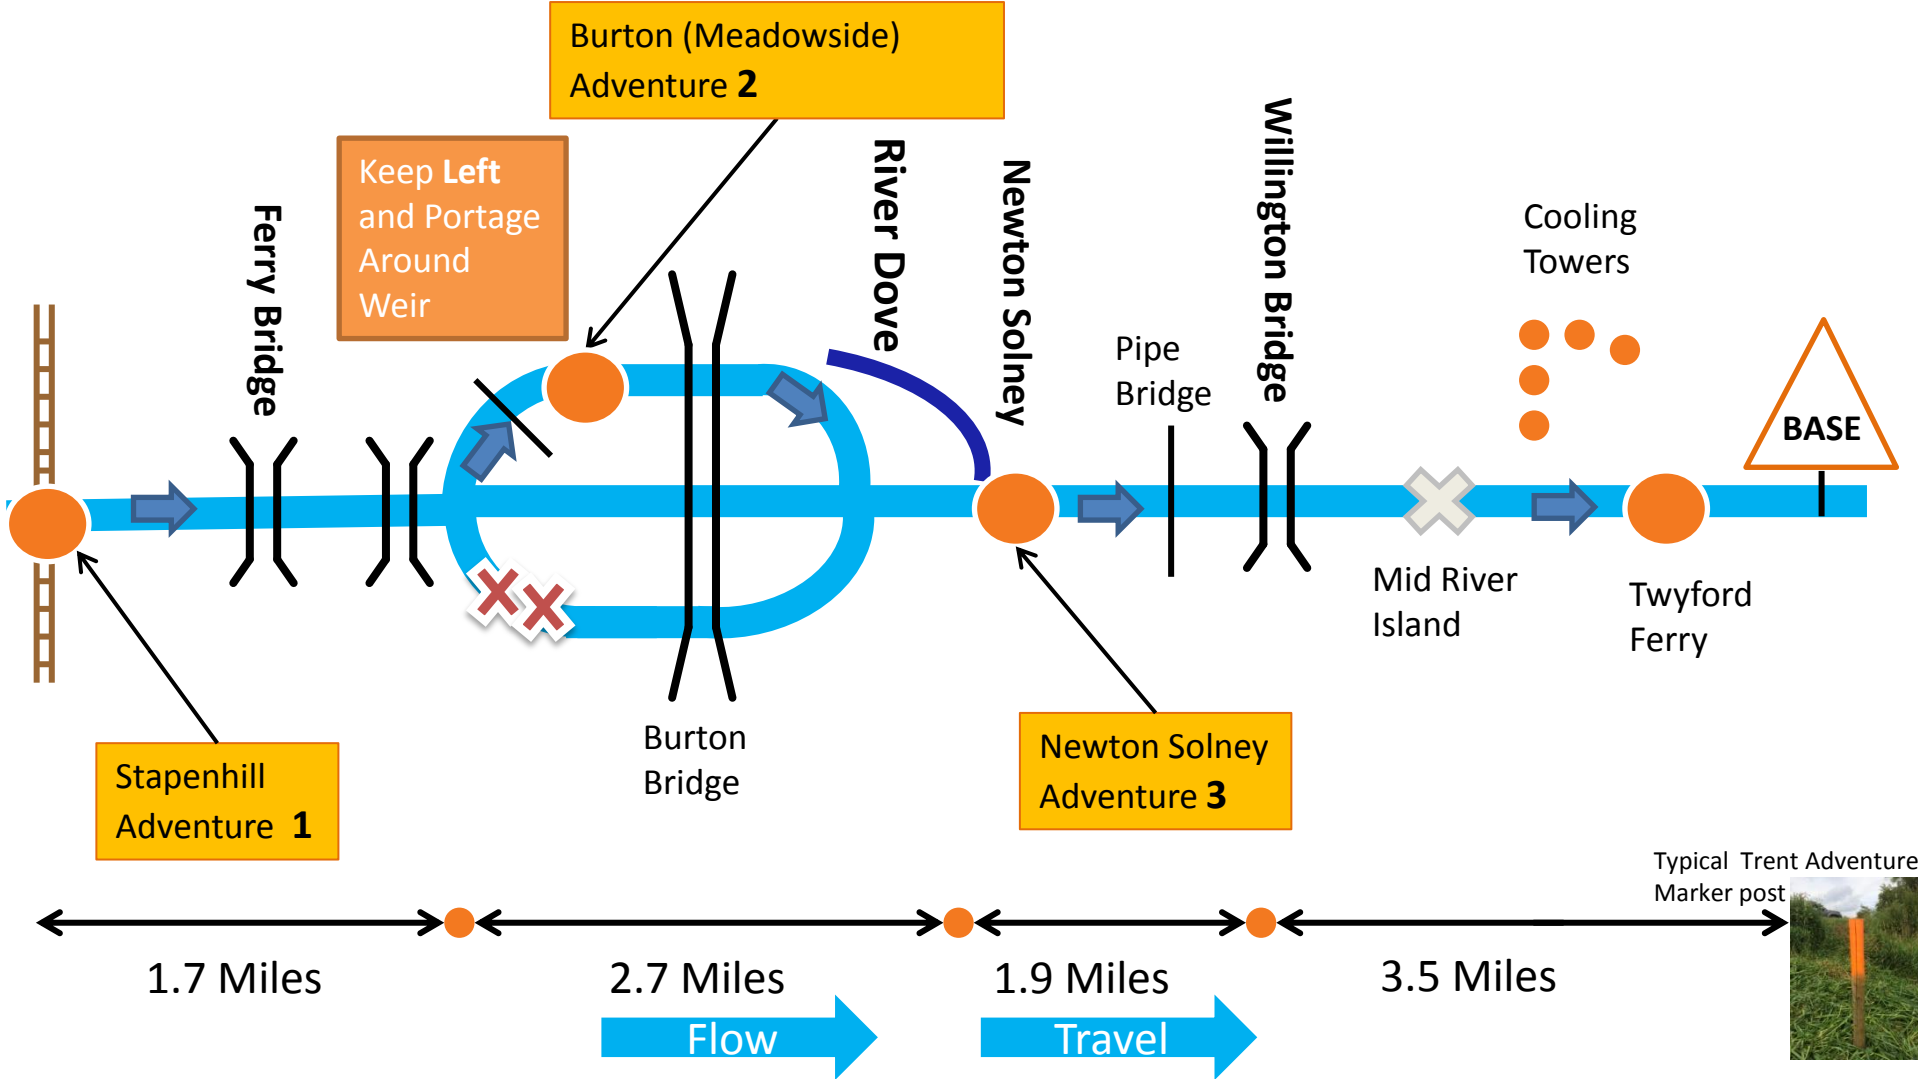 Burton (Meadowside)
Adventure 2
Keep Left
and Portage
Around
Weir
Ferry Bridge
River Dove
Newton Solney
Willington Bridge
Cooling
Towers
Pipe
Bridge
BASE
Mid River
Island
Twyford
Ferry
Burton
Bridge
Stapenhill
Adventure 1
Newton Solney
Adventure 3
Typical Trent Adventure
Marker post
1.7 Miles
2.7 Miles
1.9 Miles
3.5 Miles
Flow
Travel